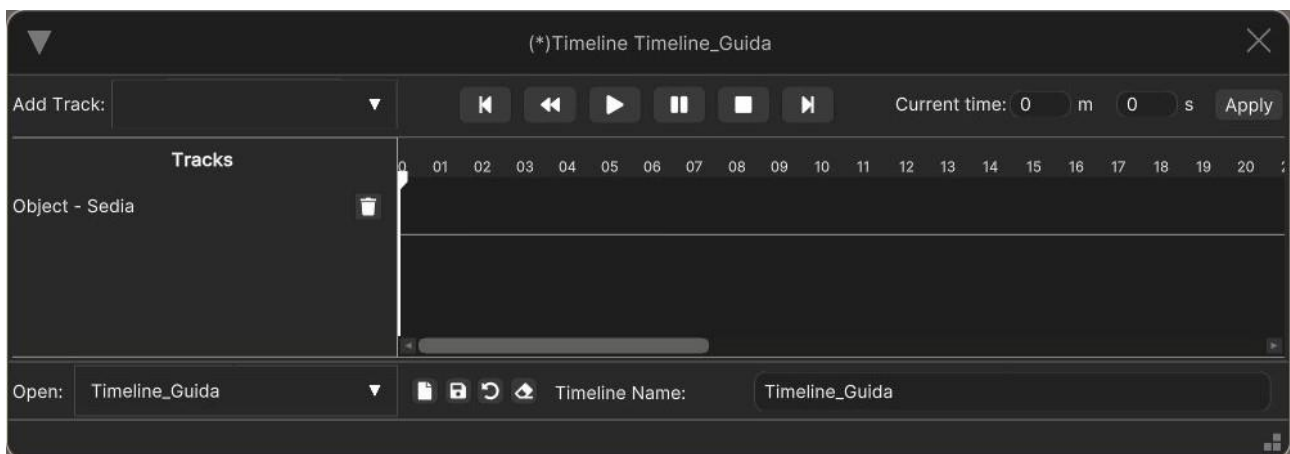 (*)Timeline Timeline_Guida
Add Track: Current time: 0 m 0 s Apply
Tracks
0 01 02 03 04 05 06 07 08 09 10 11 12 13 14 15 16 17 18 19 20
Object - Sedia
Open: Timeline_Guida Timeline Name: Timeline_Guida